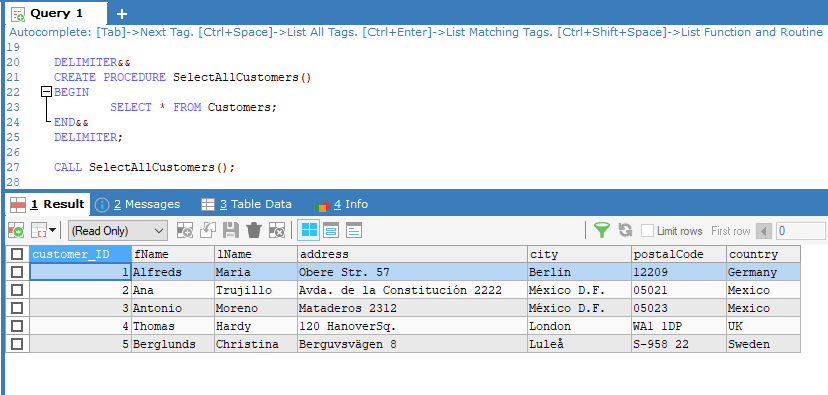 Query 1
Autocomplete: [Tab]->Next Tag. [Ctrl+Space]->List All Tags. [Ctrl+Enter]->List Matching Tags. [Ctrl+Shift+Space]->List Function and Routine
19
20 DELIMITER&&
21 CREATE PROCEDURE SelectAllCustomers()
22 BEGIN
23 SELECT * FROM Customers;
24 END&&
25 DELIMITER;
26
27 CALL SelectAllCustomers();
28
1 Result 2 Messages 3 Table Data 4 Info
(Read Only) Limit rows First row 0
customer_ID fName lName address city postalCode country
1 Alfreds Maria Obere Str. 57 Berlin 12209 Germany
2 Ana Trujillo Avda. de la Constitución 2222 México D.F. 05021 Mexico
3 Antonio Moreno Mataderos 2312 México D.F. 05023 Mexico
4 Thomas Hardy 120 HanoverSq. London WA1 1DP UK
5 Berglunds Christina Berguvsvägen 8 Luleå S-958 22 Sweden